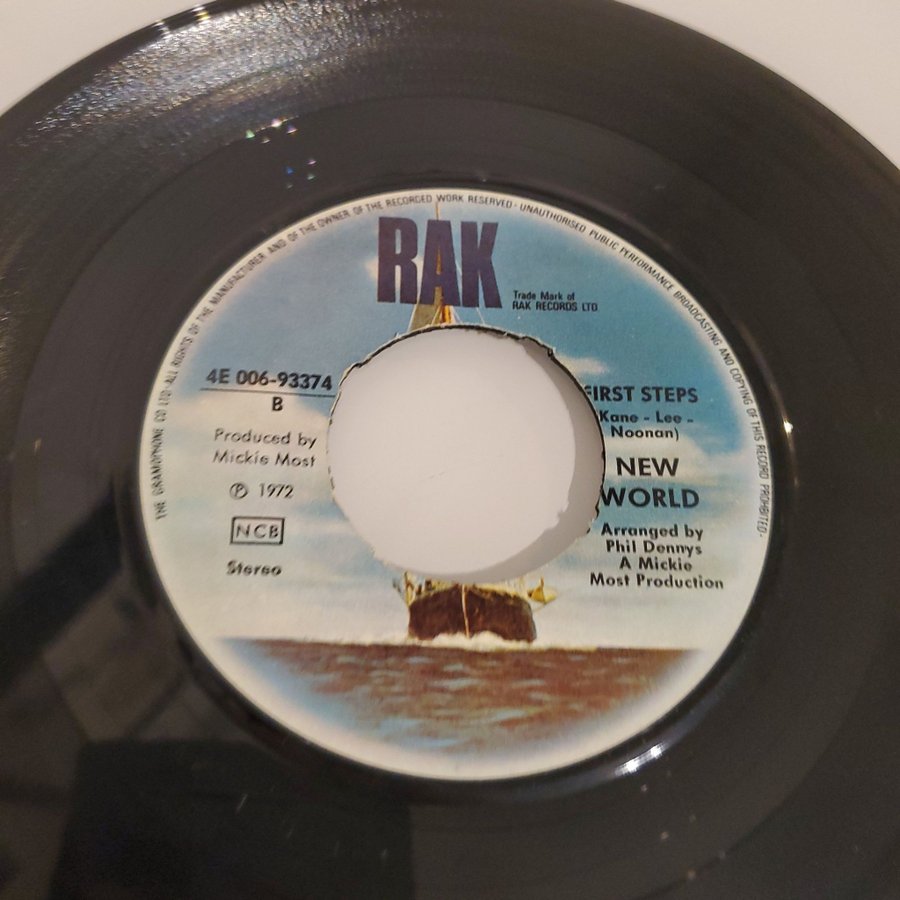 THE GRAMOPHONE CO LTD·ALL RIGHTS OF THE MANUFACTURER AND OF THE OWNER OF THE RECORDED WORK RESERVED· UNAUTHORISED PUBLIC PERFORMANCE BROADCASTING AND COPYING OF THIS RECORD PROHIBITED·
RAK
Trade Mark of
RAK RECORDS LTD
4E 006-93374
B
Produced by
Mickie Most
℗ 1972
NCB
Stereo
FIRST STEPS
(Kane - Lee -
Noonan)
NEW
WORLD
Arranged by
Phil Dennys
A Mickie
Most Production